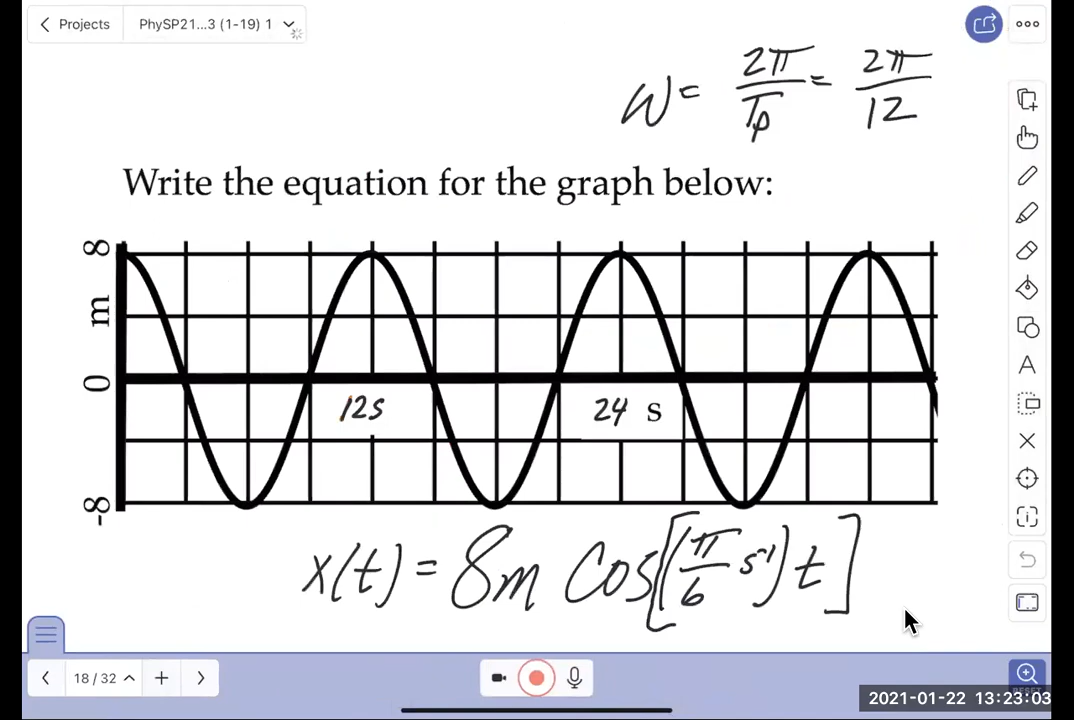 Projects
PhySP21...3 (1-19) 1
ω = 2π/Tp = 2π/12
Write the equation for the graph below:
8
m
0
-8
12s
24 s
x(t) = 8m Cos[(π/6 s⁻¹)t]
A
18 / 32
RESET
2021-01-22 13:23:03